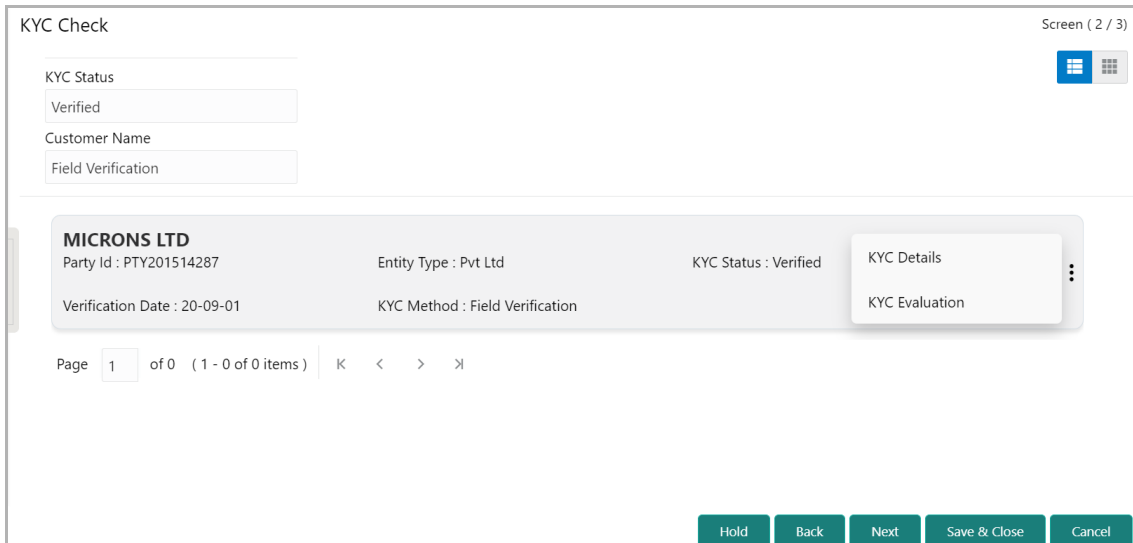 KYC Check
Screen ( 2 / 3)
KYC Status
Verified
Customer Name
Field Verification
MICRONS LTD
Party Id : PTY201514287 Entity Type : Pvt Ltd KYC Status : Verified
KYC Details
Verification Date : 20-09-01 KYC Method : Field Verification
KYC Evaluation
Page 1 of 0 ( 1 - 0 of 0 items )
Hold Back Next Save & Close Cancel